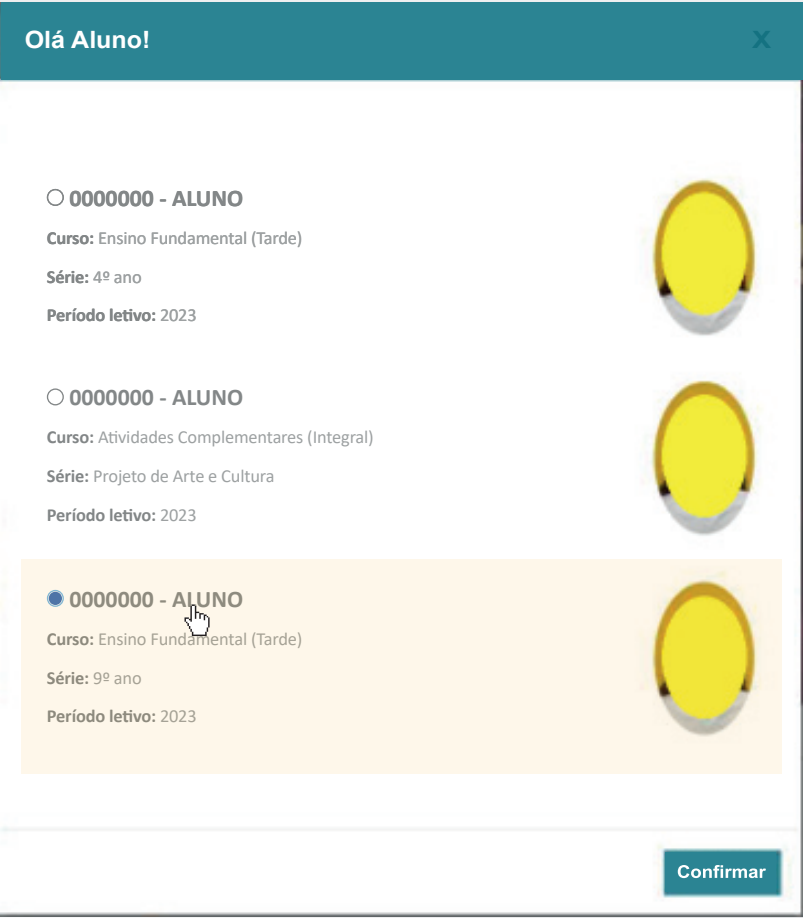 Olá Aluno!
X
0000000 - ALUNO
Curso: Ensino Fundamental (Tarde)
Série: 4º ano
Período letivo: 2023
0000000 - ALUNO
Curso: Atividades Complementares (Integral)
Série: Projeto de Arte e Cultura
Período letivo: 2023
0000000 - ALUNO
Curso: Ensino Fundamental (Tarde)
Série: 9º ano
Período letivo: 2023
Confirmar